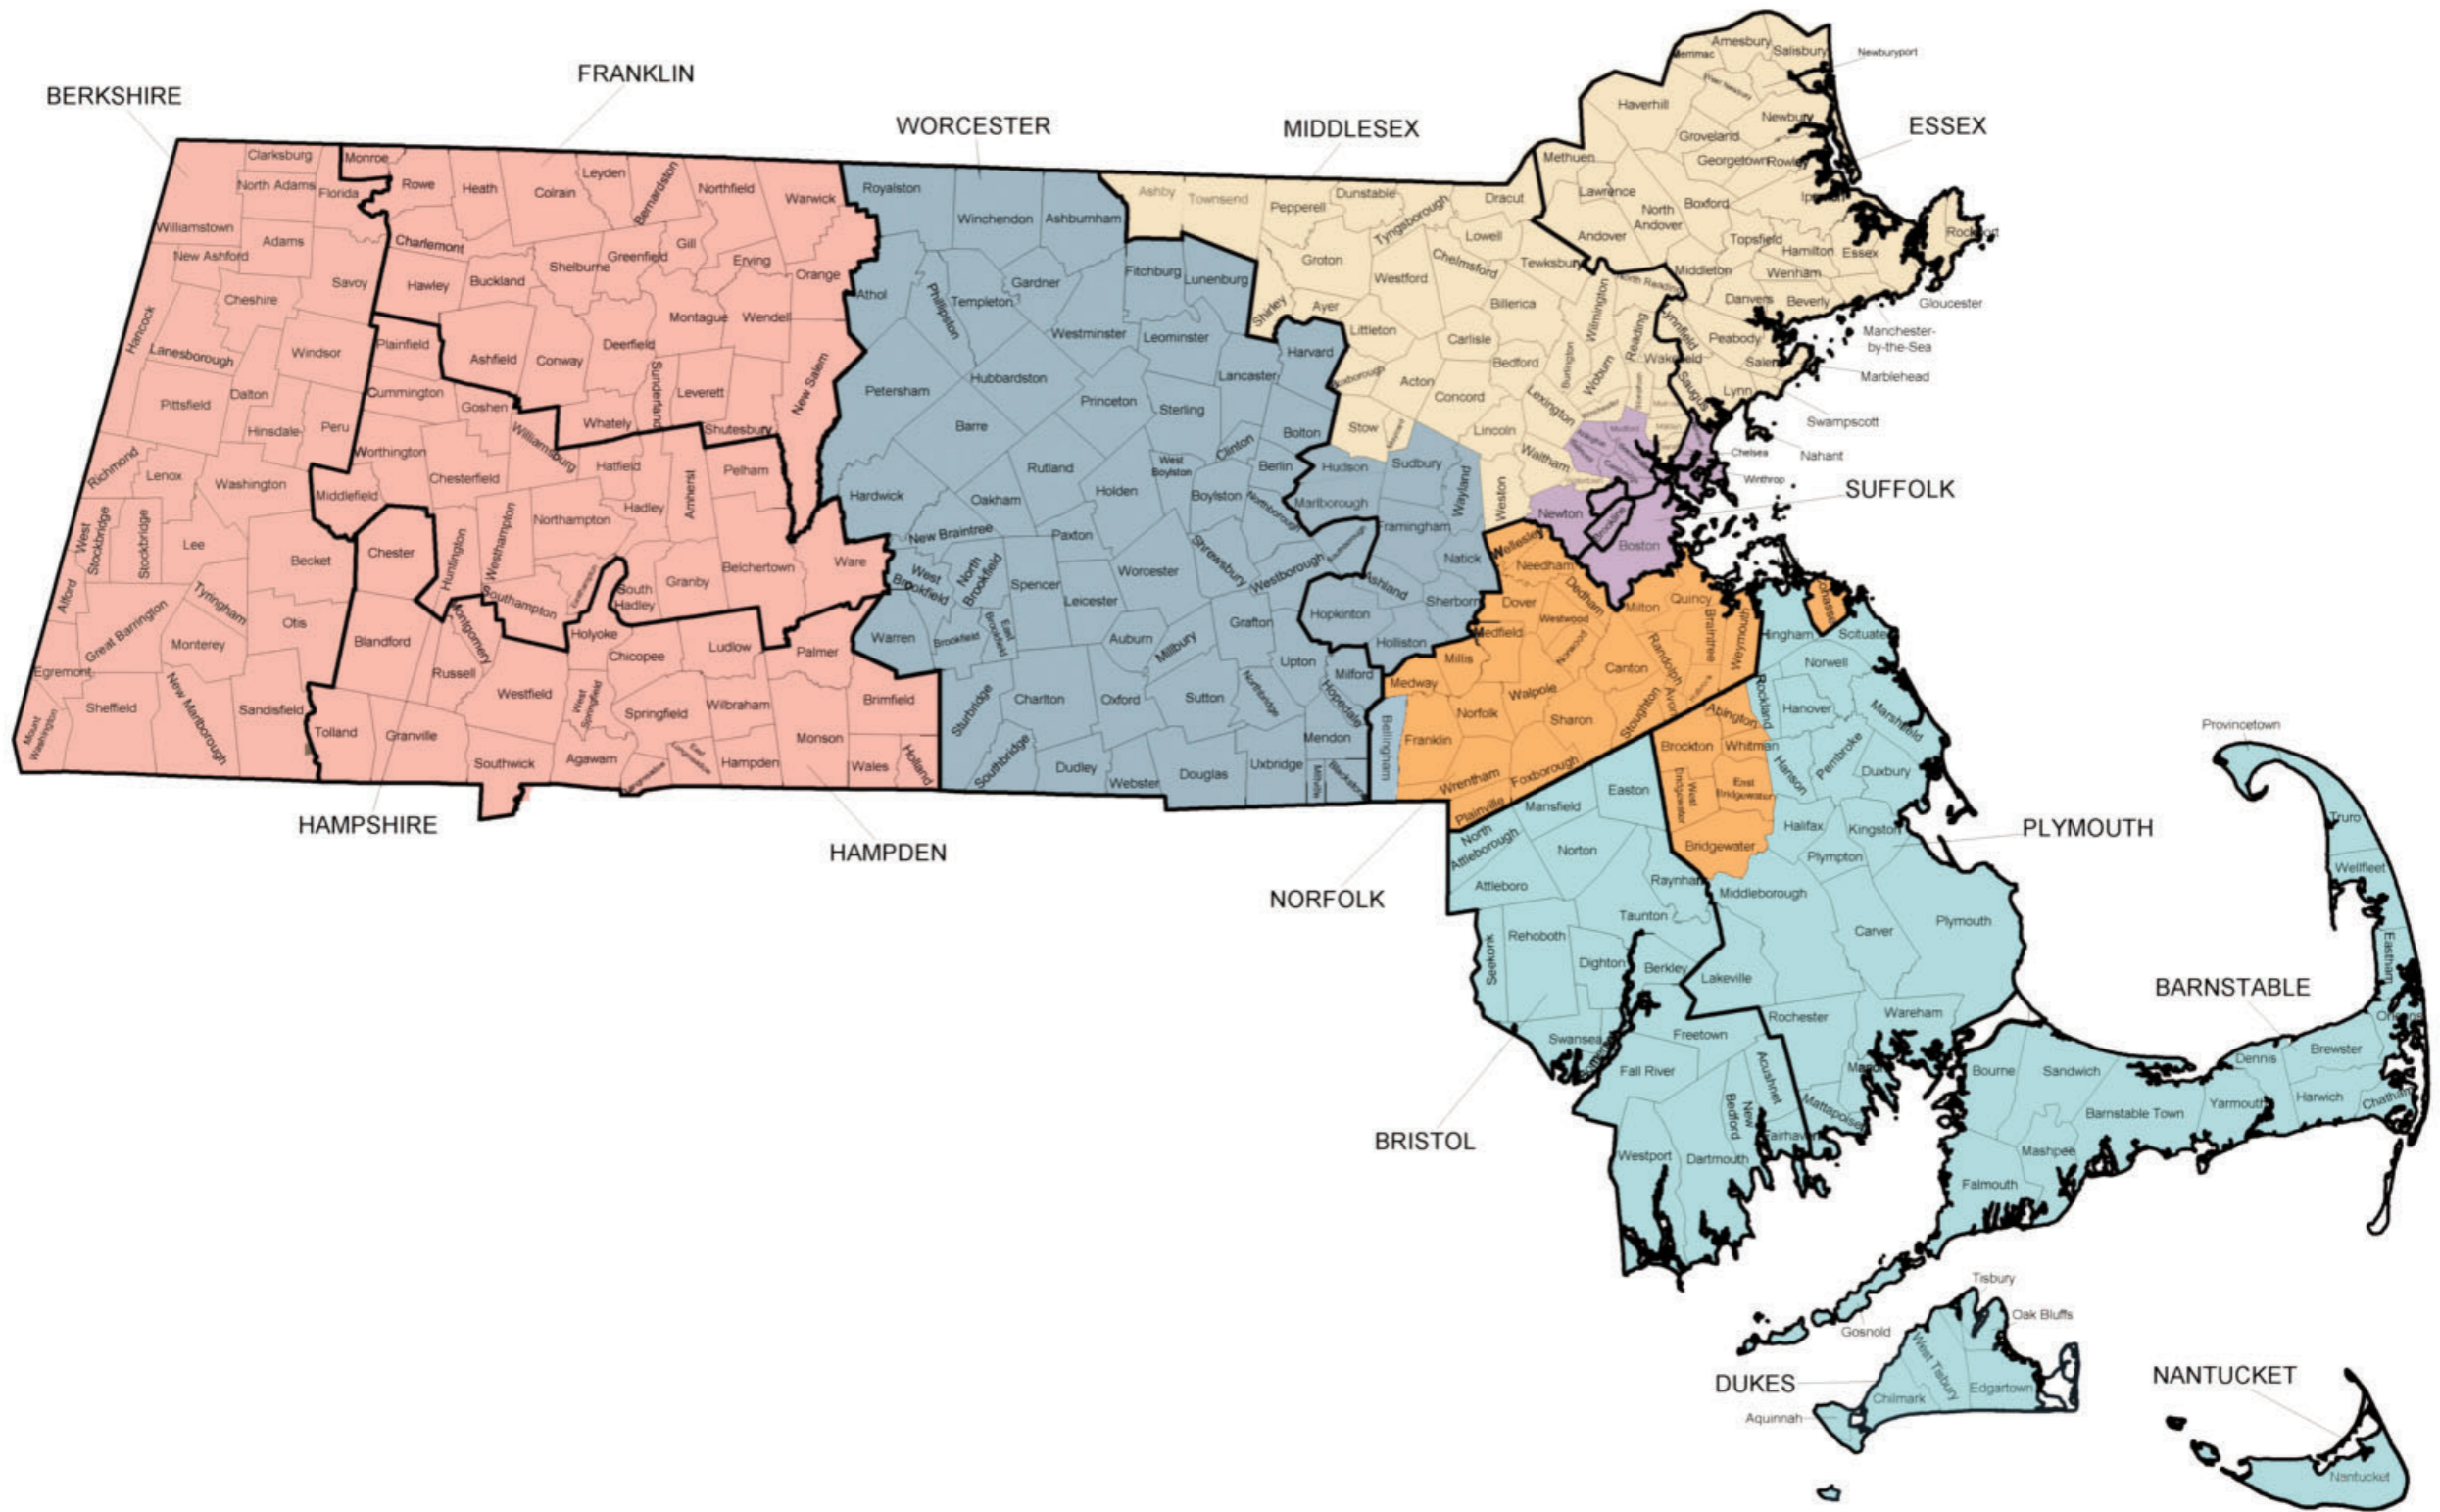 BERKSHIRE
FRANKLIN
WORCESTER
MIDDLESEX
ESSEX
SUFFOLK
NORFOLK
PLYMOUTH
BARNSTABLE
BRISTOL
HAMPSHIRE
HAMPDEN
DUKES
NANTUCKET
Clarksburg
North Adams
Florida
Williamstown
Adams
New Ashford
Savoy
Cheshire
Hancock
Lanesborough
Windsor
Dalton
Pittsfield
Hinsdale
Peru
Richmond
Lenox
Washington
West
Stockbridge
Stockbridge
Lee
Becket
Alford
Great Barrington
Tyringham
Otis
Monterey
Egremont
Mount
Washington
Sheffield
New Marlborough
Sandisfield
Monroe
Rowe
Heath
Colrain
Leyden
Bernardston
Northfield
Warwick
Charlemont
Shelburne
Greenfield
Gill
Erving
Orange
Hawley
Buckland
Montague
Wendell
Ashfield
Conway
Deerfield
Sunderland
Leverett
New Salem
Whately
Shutesbury
Plainfield
Cummington
Goshen
Williamsburg
Worthington
Chesterfield
Hatfield
Pelham
Middlefield
Amherst
Hadley
Northampton
Westhampton
Huntington
Easthampton
Southampton
South
Hadley
Granby
Belchertown
Ware
Chester
Montgomery
Blandford
Russell
Holyoke
Chicopee
Ludlow
Palmer
Westfield
West
Springfield
Springfield
Wilbraham
Brimfield
Tolland
Granville
Southwick
Agawam
Longmeadow
East
Longmeadow
Hampden
Monson
Wales
Holland
Royalston
Winchendon
Ashburnham
Athol
Phillipston
Templeton
Gardner
Fitchburg
Lunenburg
Westminster
Leominster
Harvard
Petersham
Hubbardston
Lancaster
Princeton
Sterling
Barre
Clinton
Bolton
Rutland
West
Boylston
Berlin
Hardwick
Oakham
Holden
Boylston
Northborough
New Braintree
Paxton
Shrewsbury
Westborough
Southborough
West
Brookfield
North
Brookfield
Spencer
Leicester
Worcester
Warren
Brookfield
East
Brookfield
Auburn
Millbury
Grafton
Upton
Milford
Hopedale
Sturbridge
Charlton
Oxford
Sutton
Northbridge
Mendon
Southbridge
Dudley
Webster
Douglas
Uxbridge
Millville
Blackstone
Ashby
Townsend
Pepperell
Dunstable
Tyngsborough
Dracut
Groton
Westford
Chelmsford
Lowell
Tewksbury
Shirley
Ayer
Littleton
Billerica
Wilmington
North Reading
Carlisle
Bedford
Burlington
Woburn
Reading
Wakefield
Boxborough
Acton
Concord
Lexington
Winchester
Stow
Maynard
Lincoln
Waltham
Medford
Hudson
Sudbury
Wayland
Weston
Marlborough
Framingham
Newton
Natick
Ashland
Sherborn
Hopkinton
Holliston
Amesbury
Salisbury
Merrimac
West Newbury
Newburyport
Haverhill
Newbury
Groveland
Georgetown
Rowley
Methuen
Lawrence
Boxford
Ipswich
North
Andover
Andover
Topsfield
Hamilton
Essex
Rockport
Middleton
Wenham
Danvers
Beverly
Gloucester
Lynnfield
Peabody
Manchester-
by-the-Sea
Salem
Marblehead
Saugus
Lynn
Swampscott
Nahant
Chelsea
Winthrop
Boston
Brookline
Wellesley
Needham
Dedham
Dover
Westwood
Milton
Quincy
Braintree
Weymouth
Cohasset
Medfield
Norwood
Millis
Canton
Randolph
Holbrook
Medway
Walpole
Norfolk
Sharon
Stoughton
Avon
Bellingham
Franklin
Wrentham
Foxborough
Plainville
Hingham
Scituate
Norwell
Rockland
Hanover
Abington
Marshfield
Brockton
Whitman
Hanson
Pembroke
Duxbury
West
Bridgewater
East
Bridgewater
Bridgewater
Halifax
Kingston
Plympton
Middleborough
Carver
Plymouth
Lakeville
Rochester
Wareham
Marion
Mattapoisett
Easton
Mansfield
North
Attleborough
Norton
Attleboro
Raynham
Taunton
Seekonk
Rehoboth
Dighton
Berkley
Swansea
Somerset
Freetown
Fall River
Acushnet
New
Bedford
Fairhaven
Westport
Dartmouth
Provincetown
Truro
Wellfleet
Eastham
Orleans
Brewster
Dennis
Harwich
Chatham
Yarmouth
Barnstable Town
Sandwich
Bourne
Mashpee
Falmouth
Gosnold
Tisbury
Oak Bluffs
West Tisbury
Edgartown
Chilmark
Aquinnah
Nantucket